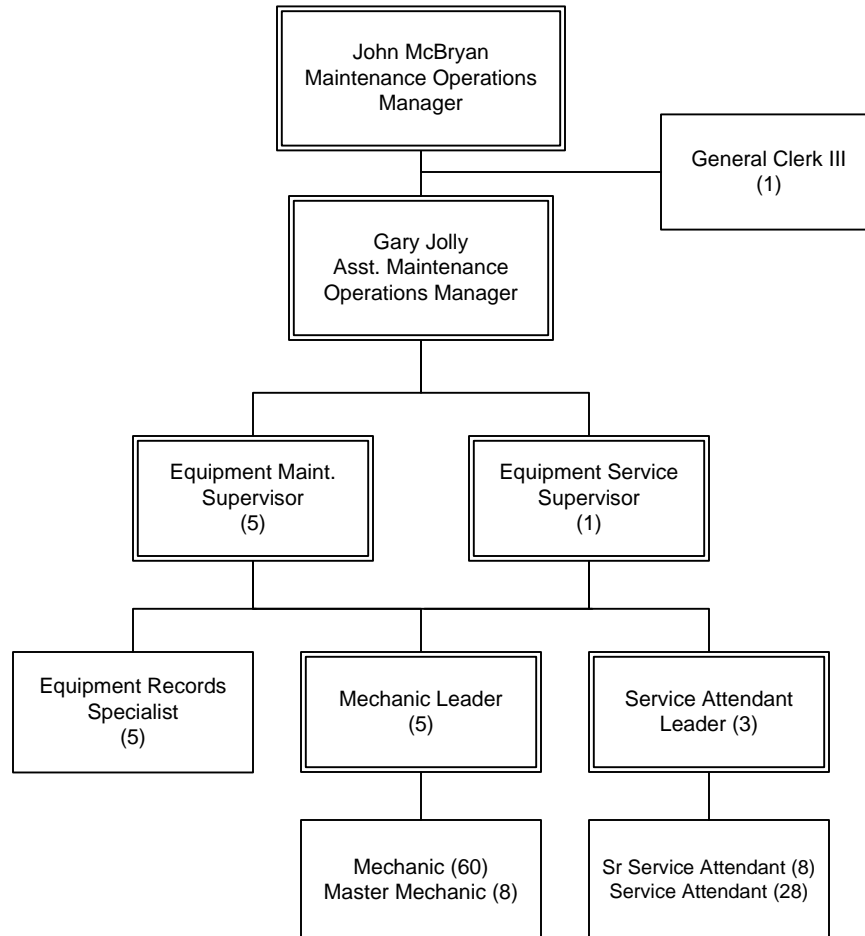 John McBryan
Maintenance Operations
Manager
General Clerk III
(1)
Gary Jolly
Asst. Maintenance
Operations Manager
Equipment Maint.
Supervisor
(5)
Equipment Service
Supervisor
(1)
Equipment Records
Specialist
(5)
Mechanic Leader
(5)
Service Attendant
Leader (3)
Mechanic (60)
Master Mechanic (8)
Sr Service Attendant (8)
Service Attendant (28)